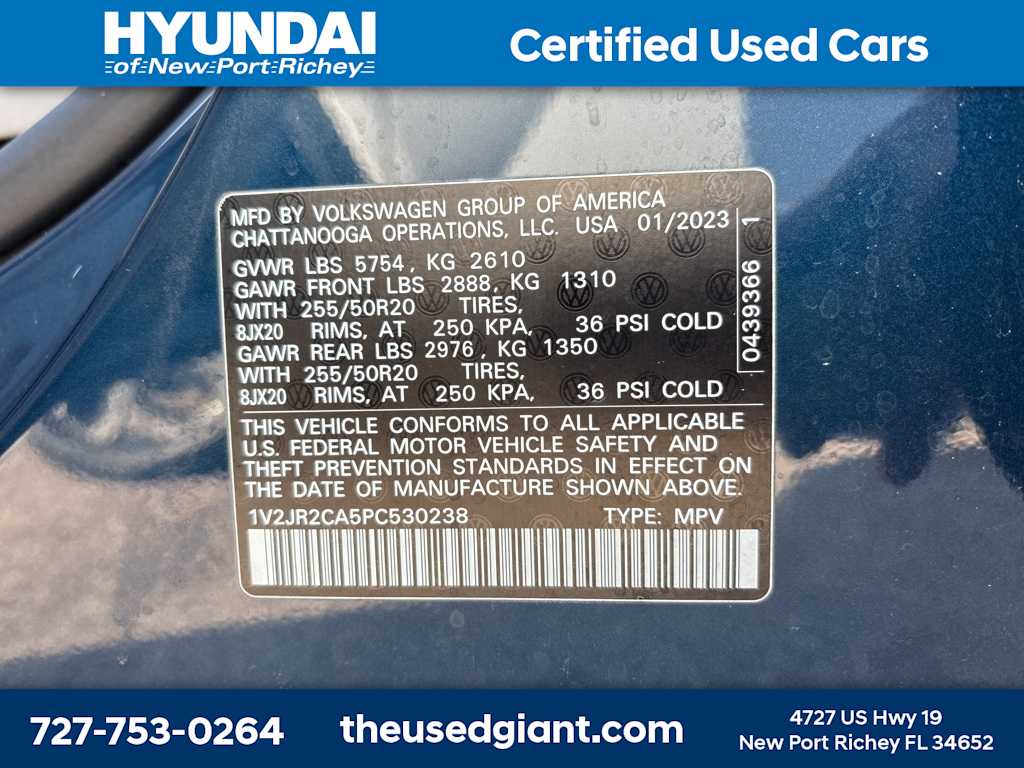 HYUNDAI
of New Port Richey
Certified Used Cars
MFD BY VOLKSWAGEN GROUP OF AMERICA
CHATTANOOGA OPERATIONS, LLC. USA 01/2023
GVWR LBS 5754, KG 2610
GAWR FRONT LBS 2888, KG 1310
WITH 255/50R20 TIRES,
8JX20 RIMS, AT 250 KPA, 36 PSI COLD
GAWR REAR LBS 2976, KG 1350
WITH 255/50R20 TIRES,
8JX20 RIMS, AT 250 KPA, 36 PSI COLD
0439366 1
THIS VEHICLE CONFORMS TO ALL APPLICABLE
U.S. FEDERAL MOTOR VEHICLE SAFETY AND
THEFT PREVENTION STANDARDS IN EFFECT ON
THE DATE OF MANUFACTURE SHOWN ABOVE.
1V2JR2CA5PC530238 TYPE: MPV
727-753-0264
theusedgiant.com
4727 US Hwy 19
New Port Richey FL 34652